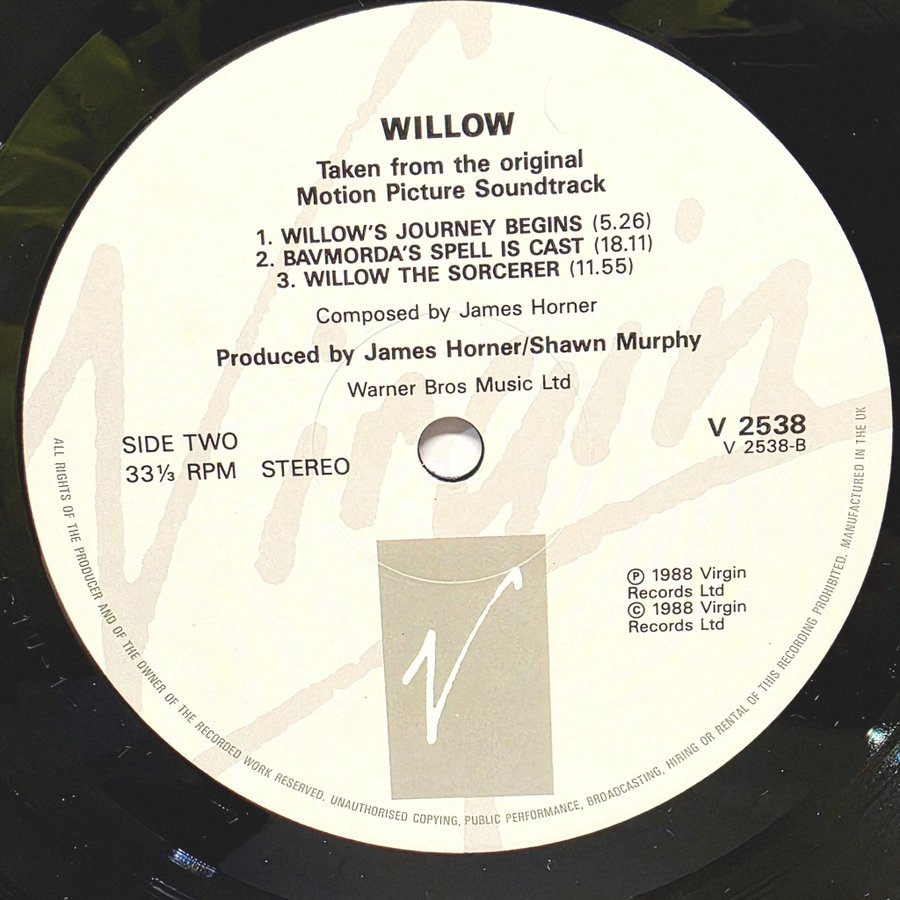 WILLOW
Taken from the original
Motion Picture Soundtrack
1. WILLOW'S JOURNEY BEGINS (5.26)
2. BAVMORDA'S SPELL IS CAST (18.11)
3. WILLOW THE SORCERER (11.55)
Composed by James Horner
Produced by James Horner/Shawn Murphy
Warner Bros Music Ltd
SIDE TWO
33⅓ RPM STEREO
V 2538
V 2538-B
Virgin
℗ 1988 Virgin
Records Ltd
© 1988 Virgin
Records Ltd
V
ALL RIGHTS OF THE PRODUCER AND OF THE OWNER OF THE RECORDED WORK RESERVED. UNAUTHORISED COPYING, PUBLIC PERFORMANCE, BROADCASTING, HIRING OR RENTAL OF THIS RECORDING PROHIBITED. MANUFACTURED IN THE UK